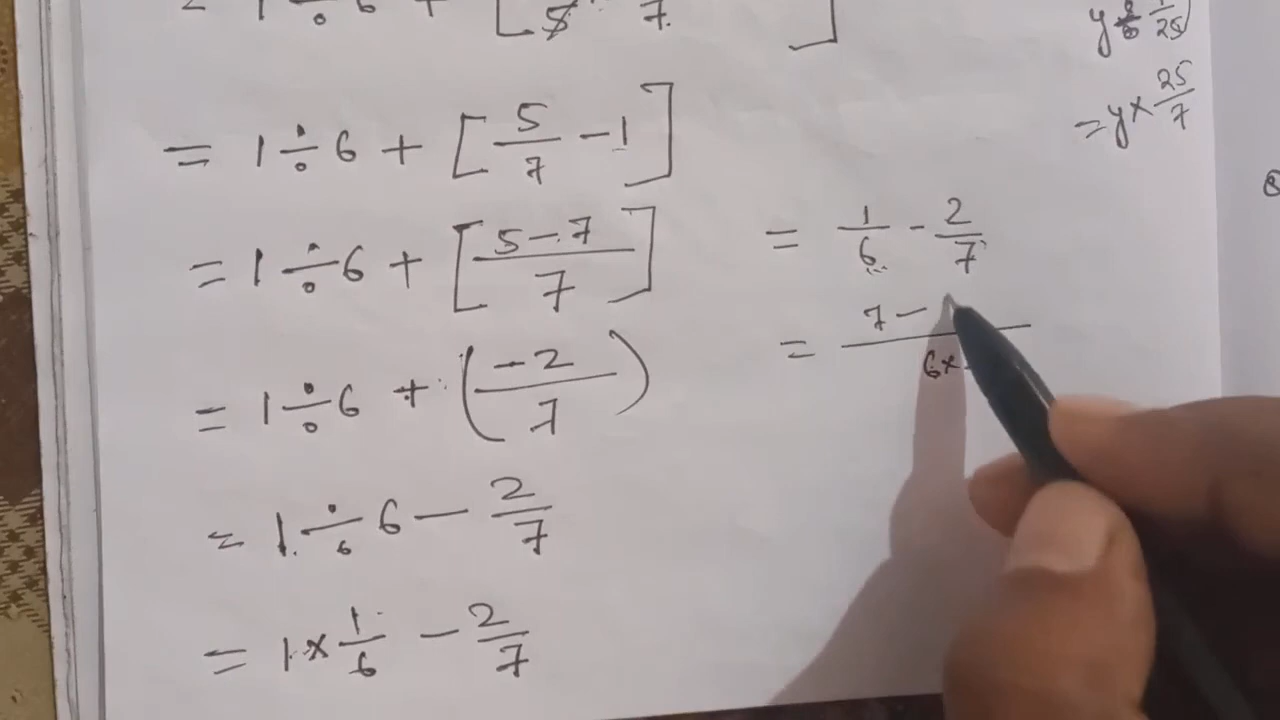 = 1 ÷ 6 + [5/7 - 1]
= 1 ÷ 6 + [(5 - 7)/7]
= 1 ÷ 6 + (-2/7)
= 1 ÷ 6 - 2/7
= 1 × 1/6 - 2/7
= 1/6 - 2/7
= 7 - / 6×
= y × 25/7